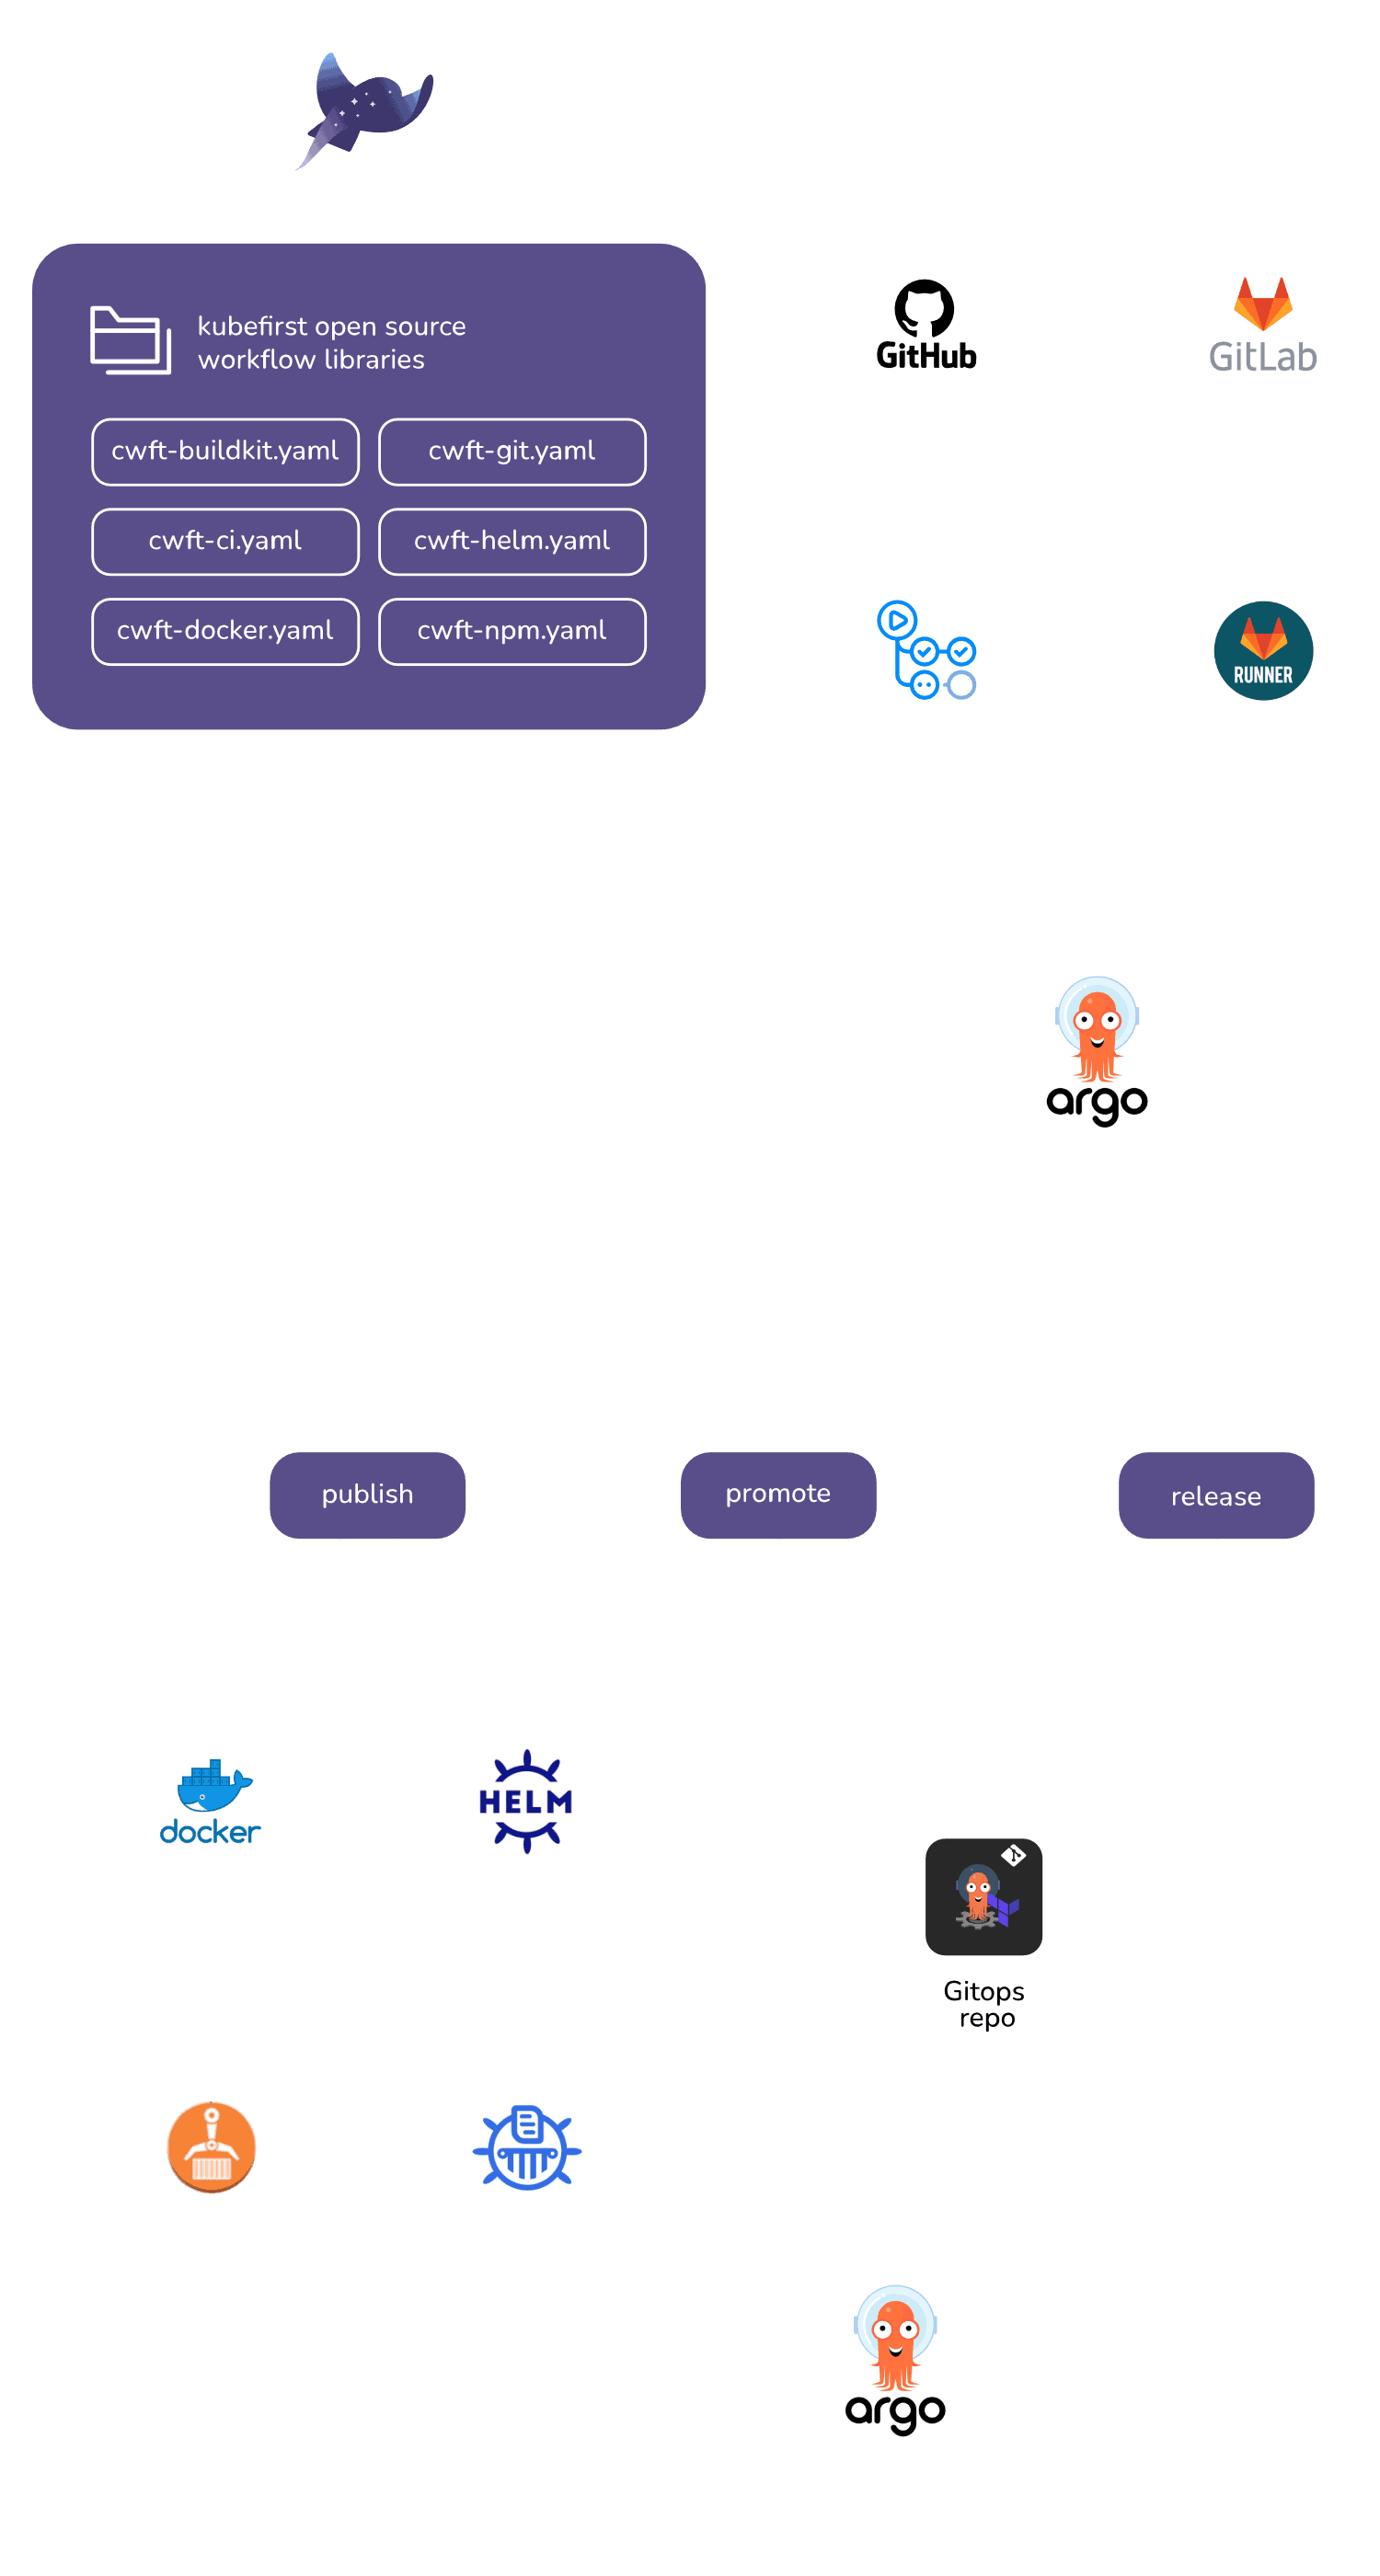 kubefirst open source
workflow libraries
cwft-buildkit.yaml
cwft-git.yaml
cwft-ci.yaml
cwft-helm.yaml
cwft-docker.yaml
cwft-npm.yaml
GitHub
GitLab
RUNNER
argo
publish
promote
release
docker
HELM
Gitops
repo
argo